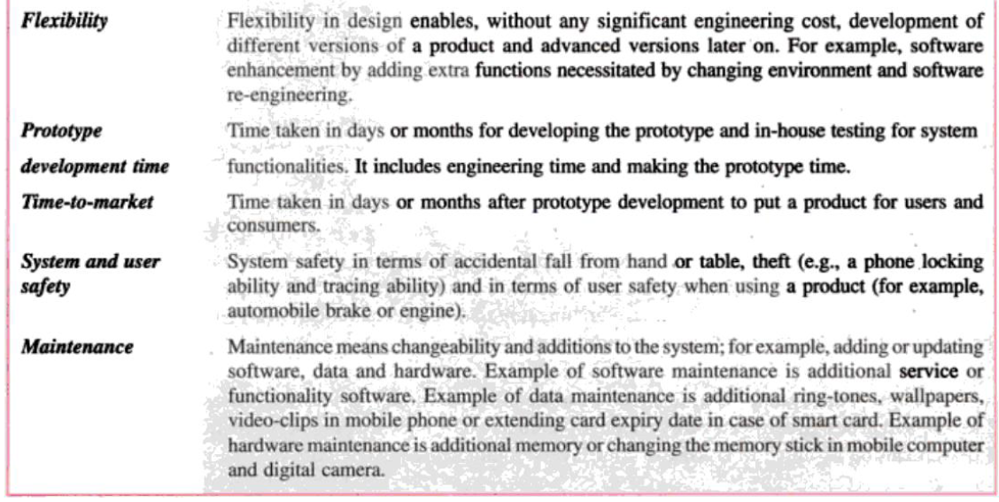 Flexibility Flexibility in design enables, without any significant engineering cost, development of
different versions of a product and advanced versions later on. For example, software
enhancement by adding extra functions necessitated by changing environment and software
re-engineering.
Prototype Time taken in days or months for developing the prototype and in-house testing for system
development time functionalities. It includes engineering time and making the prototype time.
Time-to-market Time taken in days or months after prototype development to put a product for users and
consumers.
System and user System safety in terms of accidental fall from hand or table, theft (e.g., a phone locking
safety ability and tracing ability) and in terms of user safety when using a product (for example,
automobile brake or engine).
Maintenance Maintenance means changeability and additions to the system; for example, adding or updating
software, data and hardware. Example of software maintenance is additional service or
functionality software. Example of data maintenance is additional ring-tones, wallpapers,
video-clips in mobile phone or extending card expiry date in case of smart card. Example of
hardware maintenance is additional memory or changing the memory stick in mobile computer
and digital camera.